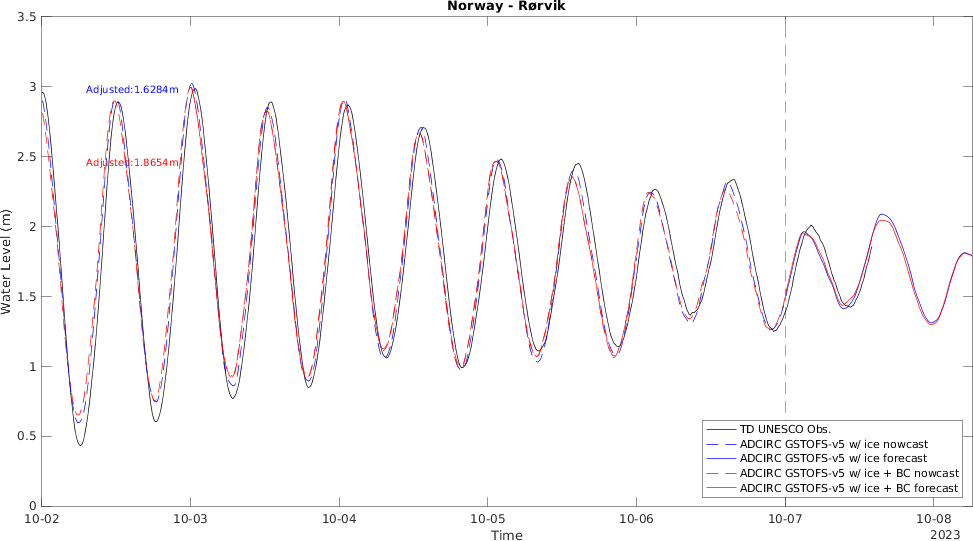 Norway - Rørvik
3.5
3
2.5
2
1.5
1
0.5
0
Water Level (m)
Adjusted:1.6284m
Adjusted:1.8654m
TD UNESCO Obs.
ADCIRC GSTOFS-v5 w/ ice nowcast
ADCIRC GSTOFS-v5 w/ ice forecast
ADCIRC GSTOFS-v5 w/ ice + BC nowcast
ADCIRC GSTOFS-v5 w/ ice + BC forecast
10-02 10-03 10-04 10-05 10-06 10-07 10-08
Time
2023